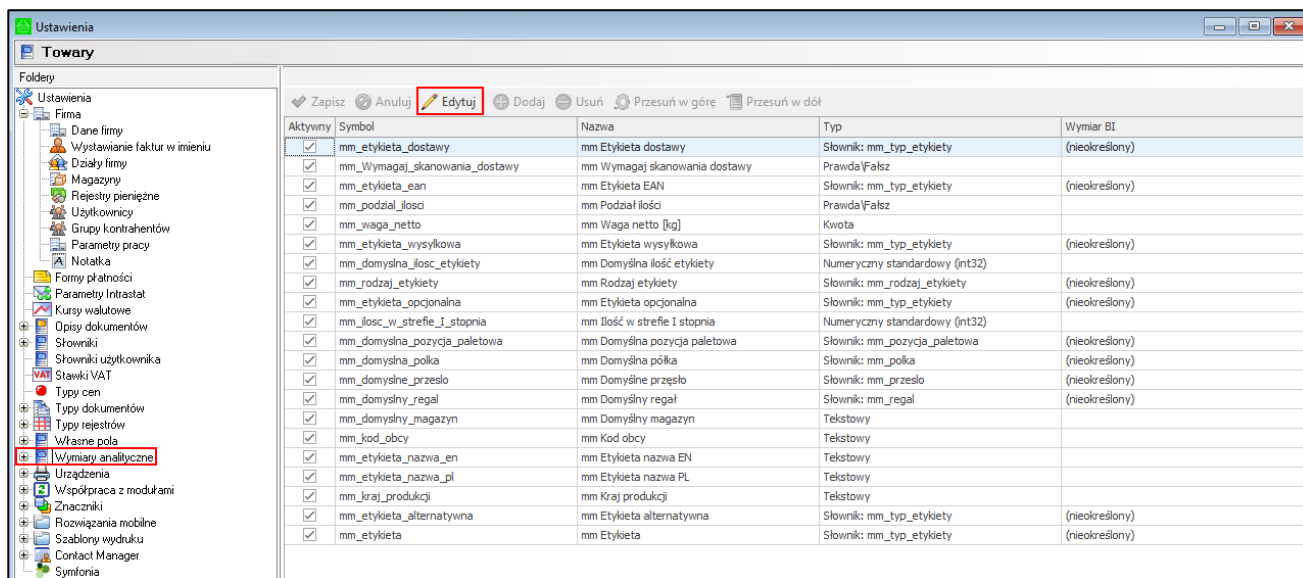 Ustawienia
Towary
Foldery
Ustawienia
Firma
Dane firmy
Wystawianie faktur w imieniu
Działy firmy
Magazyny
Rejestry pieniężne
Użytkownicy
Grupy kontrahentów
Parametry pracy
Notatka
Formy płatności
Parametry Intrastat
Kursy walutowe
Opisy dokumentów
Słowniki
Słowniki użytkownika
VAT Stawki VAT
Typy cen
Typy dokumentów
Typy rejestrów
Własne pola
Wymiary analityczne
Urządzenia
Współpraca z modułami
Znaczniki
Rozwiązania mobilne
Szablony wydruku
Contact Manager
Symfonia
Zapisz Anuluj Edytuj Dodaj Usuń Przesuń w górę Przesuń w dół
Aktywny Symbol Nazwa Typ Wymiar BI
mm_etykieta_dostawy mm Etykieta dostawy Słownik: mm_typ_etykiety (nieokreślony)
mm_Wymagaj_skanowania_dostawy mm Wymagaj skanowania dostawy Prawda\Fałsz
mm_etykieta_ean mm Etykieta EAN Słownik: mm_typ_etykiety (nieokreślony)
mm_podzial_ilosci mm Podział ilości Prawda\Fałsz
mm_waga_netto mm Waga netto [kg] Kwota
mm_etykieta_wysylkowa mm Etykieta wysyłkowa Słownik: mm_typ_etykiety (nieokreślony)
mm_domyslna_ilosc_etykiety mm Domyślna ilość etykiety Numeryczny standardowy (int32)
mm_rodzaj_etykiety mm Rodzaj etykiety Słownik: mm_rodzaj_etykiety (nieokreślony)
mm_etykieta_opcjonalna mm Etykieta opcjonalna Słownik: mm_typ_etykiety (nieokreślony)
mm_ilosc_w_strefie_I_stopnia mm Ilość w strefie I stopnia Numeryczny standardowy (int32)
mm_domyslna_pozycja_paletowa mm Domyślna pozycja paletowa Słownik: mm_pozycja_paletowa (nieokreślony)
mm_domyslna_polka mm Domyślna półka Słownik: mm_polka (nieokreślony)
mm_domyslne_przeslo mm Domyślne przęsło Słownik: mm_przeslo (nieokreślony)
mm_domyslny_regal mm Domyślny regał Słownik: mm_regal (nieokreślony)
mm_domyslny_magazyn mm Domyślny magazyn Tekstowy
mm_kod_obcy mm Kod obcy Tekstowy
mm_etykieta_nazwa_en mm Etykieta nazwa EN Tekstowy
mm_etykieta_nazwa_pl mm Etykieta nazwa PL Tekstowy
mm_kraj_produkcji mm Kraj produkcji Tekstowy
mm_etykieta_alternatywna mm Etykieta alternatywna Słownik: mm_typ_etykiety (nieokreślony)
mm_etykieta mm Etykieta Słownik: mm_typ_etykiety (nieokreślony)